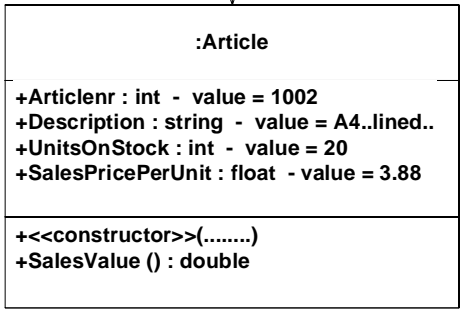 :Article
+Articlenr : int - value = 1002
+Description : string - value = A4..lined..
+UnitsOnStock : int - value = 20
+SalesPricePerUnit : float - value = 3.88
+<<constructor>>(........)
+SalesValue () : double